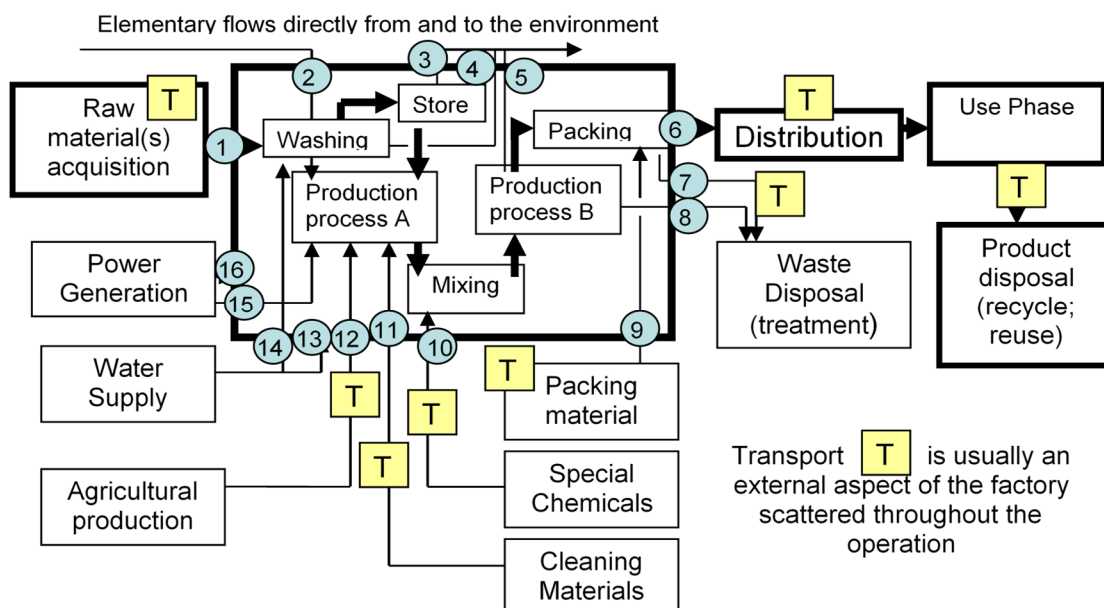 Elementary flows directly from and to the environment
3
2
4
5
T
Raw
material(s)
acquisition
Store
Washing
Packing
1
6
T
Distribution
Use Phase
Production
process A
Production
process B
7
8
T
T
Mixing
Power
Generation
16
15
Waste
Disposal
(treatment)
Product
disposal
(recycle;
reuse)
14
13
12
11
10
9
Water
Supply
T
T
T
Packing
material
T
Agricultural
production
Special
Chemicals
Cleaning
Materials
Transport T is usually an
external aspect of the factory
scattered throughout the
operation